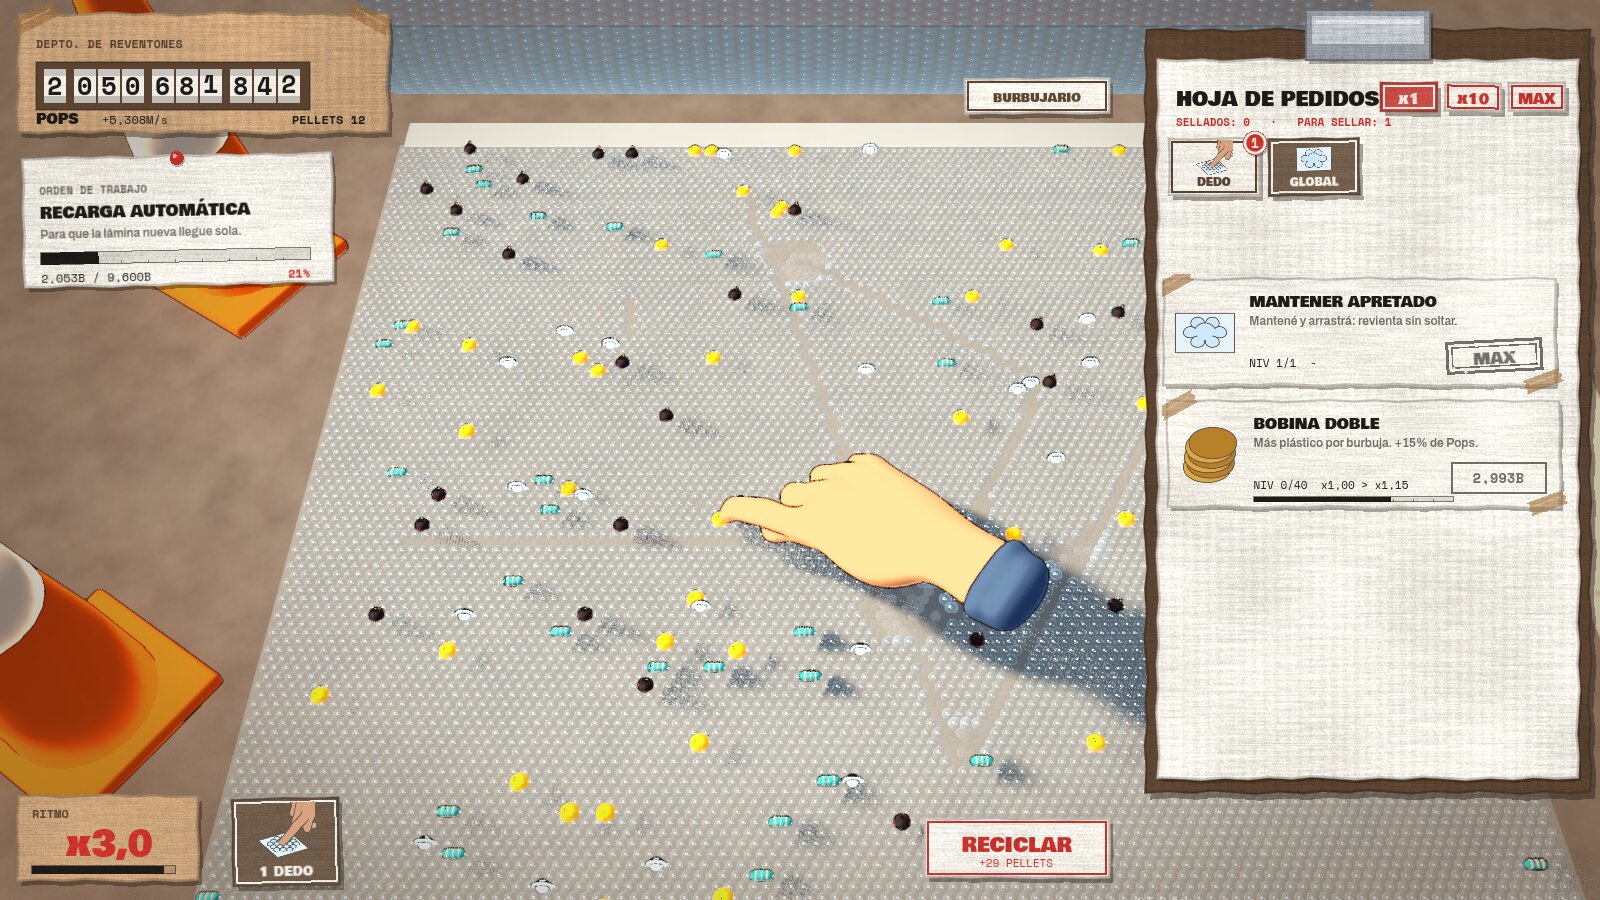 DEPTO. DE REVENTONES
2 050 681 842
POPS +5,308M/s PELLETS 12
ORDEN DE TRABAJO
RECARGA AUTOMÁTICA
Para que la lámina nueva llegue sola.
2,053B / 9,600B 21%
RITMO
x3,0
1 DEDO
BURBUJARIO
RECICLAR
+29 PELLETS
HOJA DE PEDIDOS x1 x10 MAX
SELLADOS: 0 · PARA SELLAR: 1
1
DEDO GLOBAL
MANTENER APRETADO
Mantené y arrastrá: revienta sin soltar.
NIV 1/1 - MAX
BOBINA DOBLE
Más plástico por burbuja. +15% de Pops.
NIV 0/40 x1,00 > x1,15 2,993B